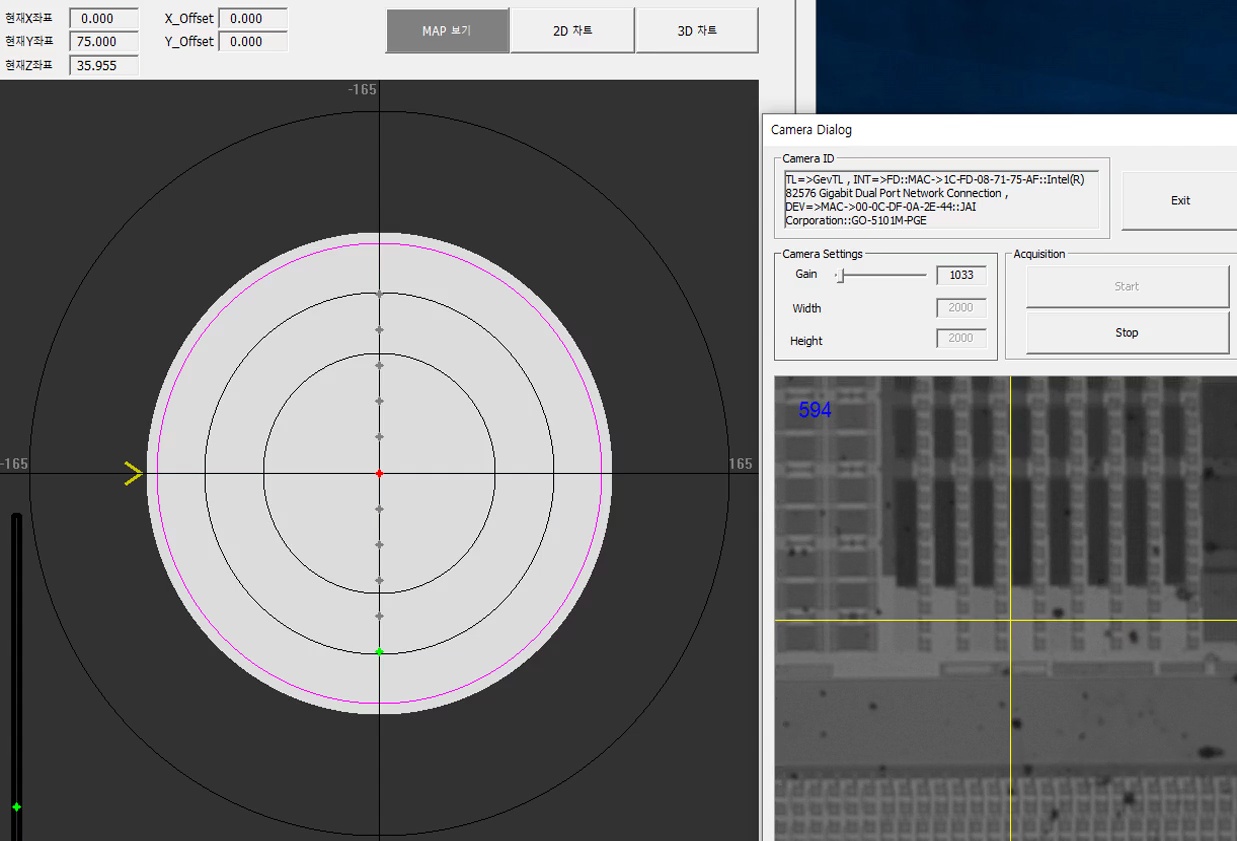 현재X좌표 0.000 X_Offset 0.000
현재Y좌표 75.000 Y_Offset 0.000
현재Z좌표 35.955
MAP 보기 2D 차트 3D 차트
-165
-165
165
Camera Dialog
Camera ID
TL=>GevTL , INT=>FD::MAC->1C-FD-08-71-75-AF::Intel(R)
82576 Gigabit Dual Port Network Connection ,
DEV=>MAC->00-0C-DF-0A-2E-44::JAI
Corporation::GO-5101M-PGE
Exit
Camera Settings
Gain 1033
Width 2000
Height 2000
Acquisition
Start
Stop
594